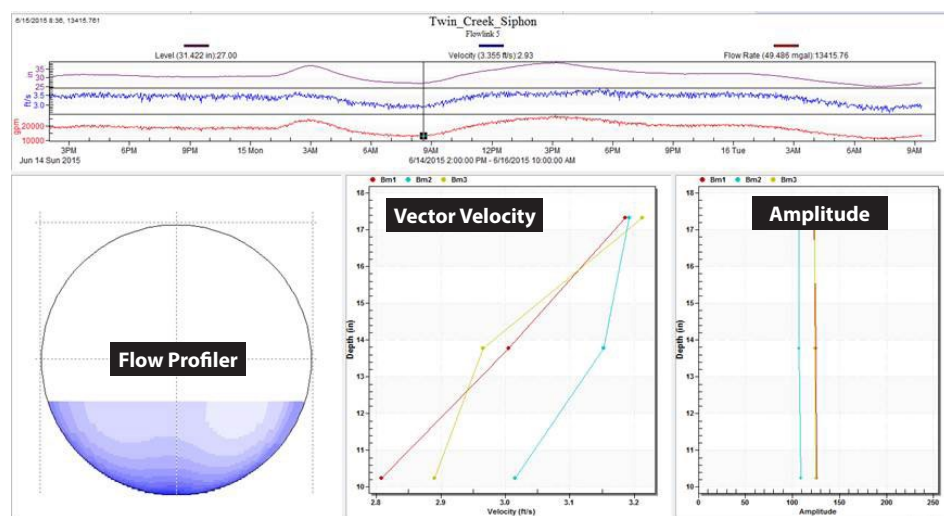 6/15/2015 8:36, 13415.761
Twin_Creek_Siphon
Flowlink 5
Level (31.422 in):27.00 Velocity (3.355 ft/s):2.93 Flow Rate (49.486 mgal):13415.76
in
35
30
25
ft/s
3.5
3.0
gpm
20000
10000
3PM 6PM 9PM 15 Mon 3AM 6AM 9AM 12PM 3PM 6PM 9PM 16 Tue 3AM 6AM 9AM
Jun 14 Sun 2015 6/14/2015 2:00:00 PM - 6/16/2015 10:00:00 AM
Flow Profiler
Bm1 Bm2 Bm3
Vector Velocity
18
17
16
14
13
12
11
10
Depth (in)
2.8 2.9 3.0 3.1 3.2
Velocity (ft/s)
Bm1 Bm2 Bm3
Amplitude
18
17
16
14
13
12
11
10
Depth (in)
0 50 100 150 200 250
Amplitude